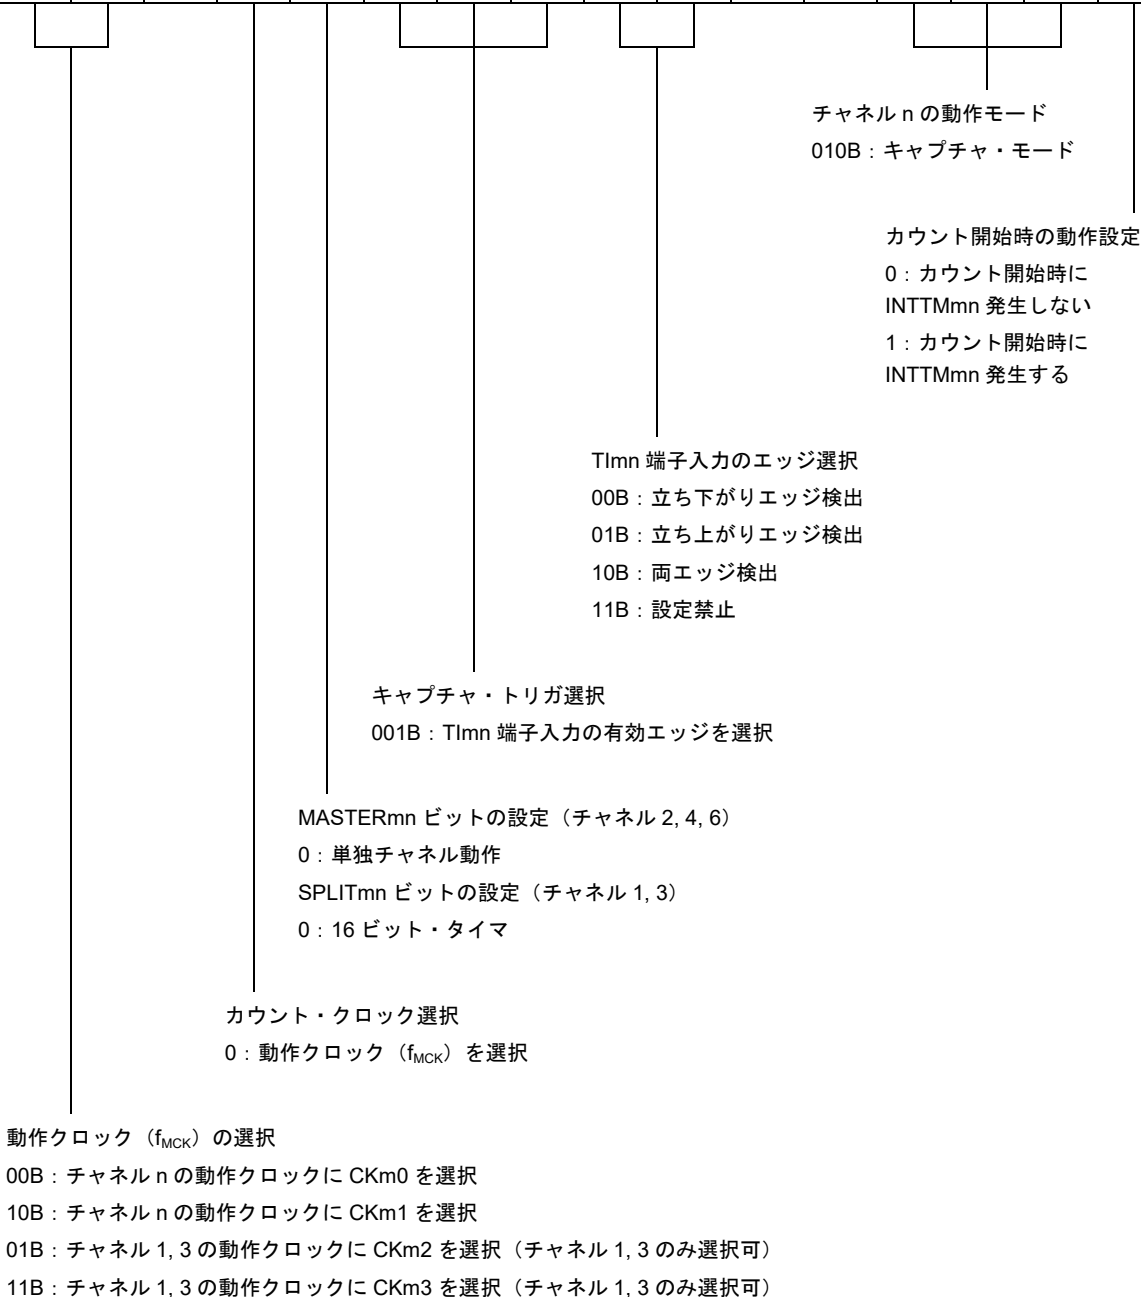 チャネル n の動作モード
010B：キャプチャ・モード
カウント開始時の動作設定
0：カウント開始時に
INTTMmn 発生しない
1：カウント開始時に
INTTMmn 発生する
TImn 端子入力のエッジ選択
00B：立ち下がりエッジ検出
01B：立ち上がりエッジ検出
10B：両エッジ検出
11B：設定禁止
キャプチャ・トリガ選択
001B：TImn 端子入力の有効エッジを選択
MASTERmn ビットの設定（チャネル 2, 4, 6）
0：単独チャネル動作
SPLITmn ビットの設定（チャネル 1, 3）
0：16 ビット・タイマ
カウント・クロック選択
0：動作クロック（fMCK）を選択
動作クロック（fMCK）の選択
00B：チャネル n の動作クロックに CKm0 を選択
10B：チャネル n の動作クロックに CKm1 を選択
01B：チャネル 1, 3 の動作クロックに CKm2 を選択（チャネル 1, 3 のみ選択可）
11B：チャネル 1, 3 の動作クロックに CKm3 を選択（チャネル 1, 3 のみ選択可）